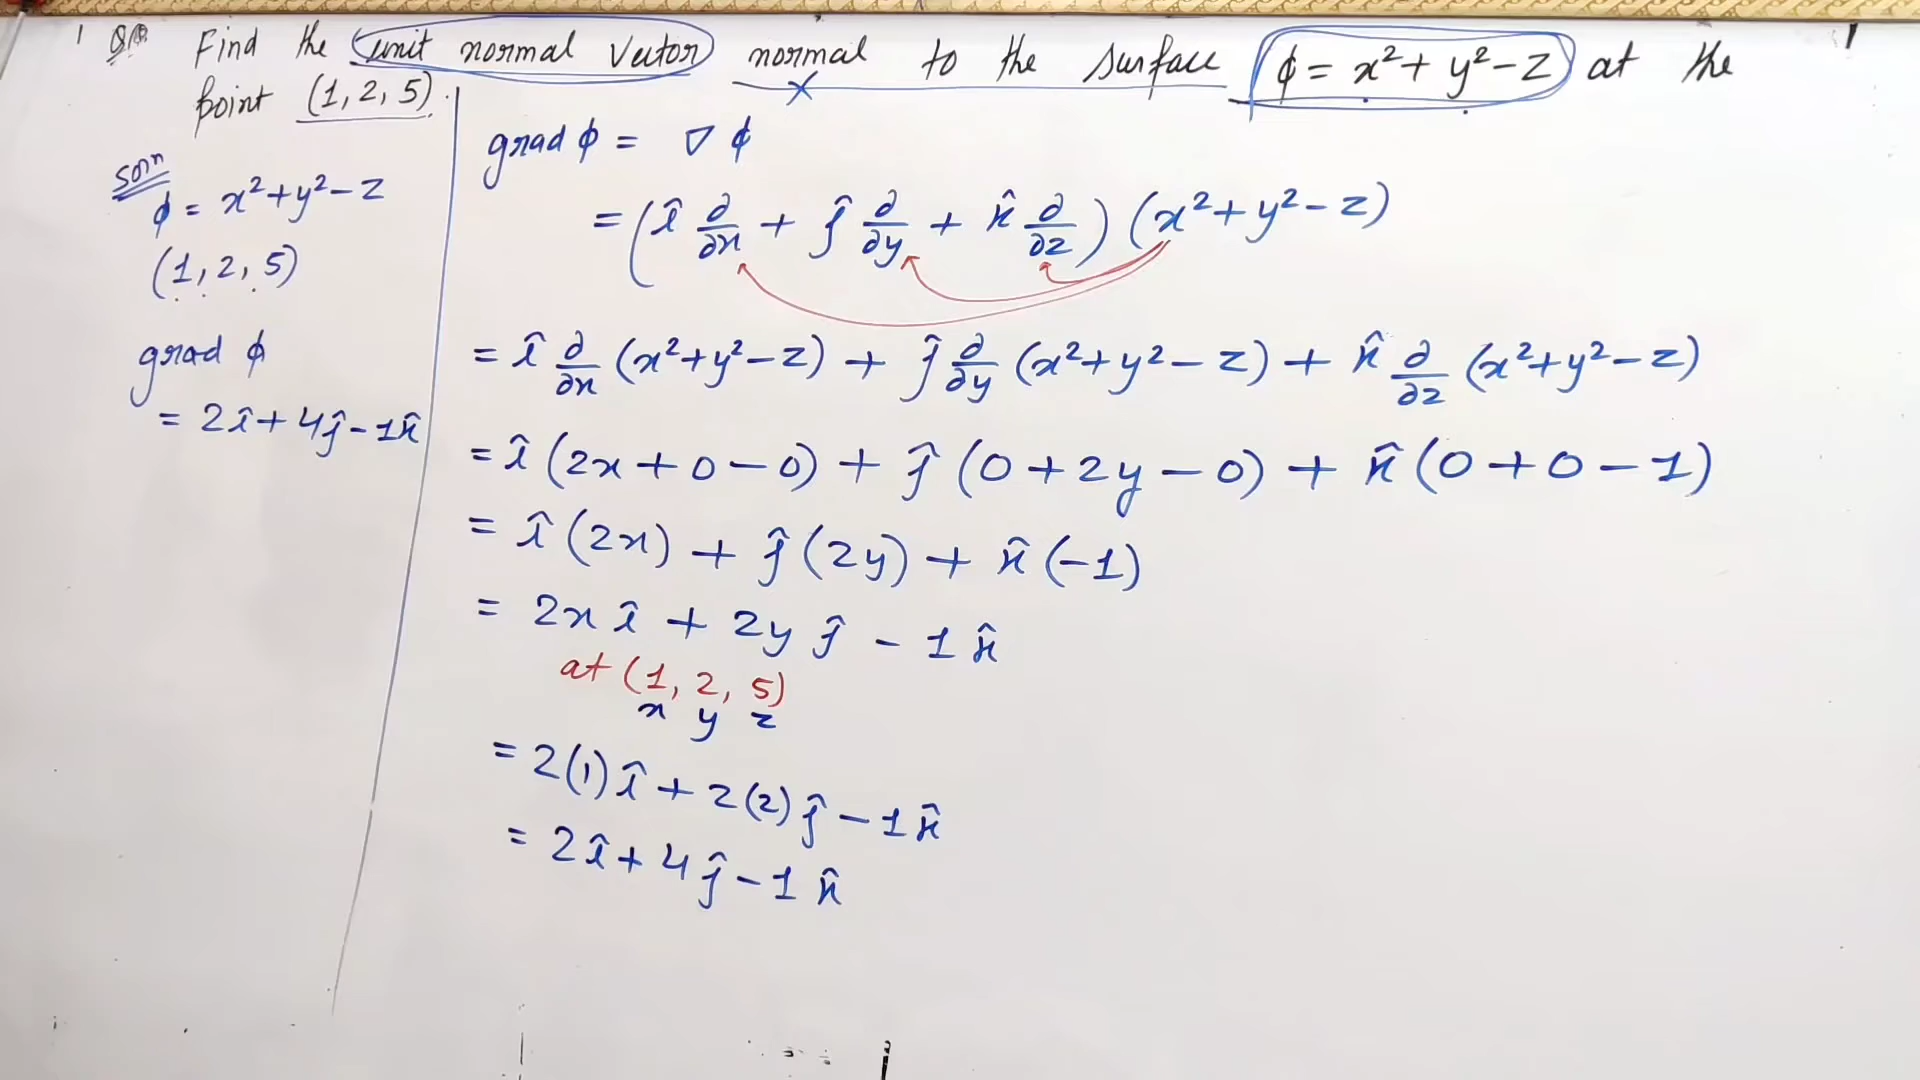 Find the unit normal vector normal to the surface ϕ = x² + y² − z at the
point (1, 2, 5).
Solⁿ
ϕ = x² + y² − z
(1, 2, 5)
grad ϕ
= 2î + 4ĵ − 1k̂
grad ϕ = ∇ ϕ
= (î ∂/∂x + ĵ ∂/∂y + k̂ ∂/∂z) (x² + y² − z)
= î ∂/∂x (x² + y² − z) + ĵ ∂/∂y (x² + y² − z) + k̂ ∂/∂z (x² + y² − z)
= î (2x + 0 − 0) + ĵ (0 + 2y − 0) + k̂ (0 + 0 − 1)
= î (2x) + ĵ (2y) + k̂ (−1)
= 2x î + 2y ĵ − 1 k̂
at (1, 2, 5)
x y z
= 2(1) î + 2(2) ĵ − 1 k̂
= 2î + 4ĵ − 1 k̂